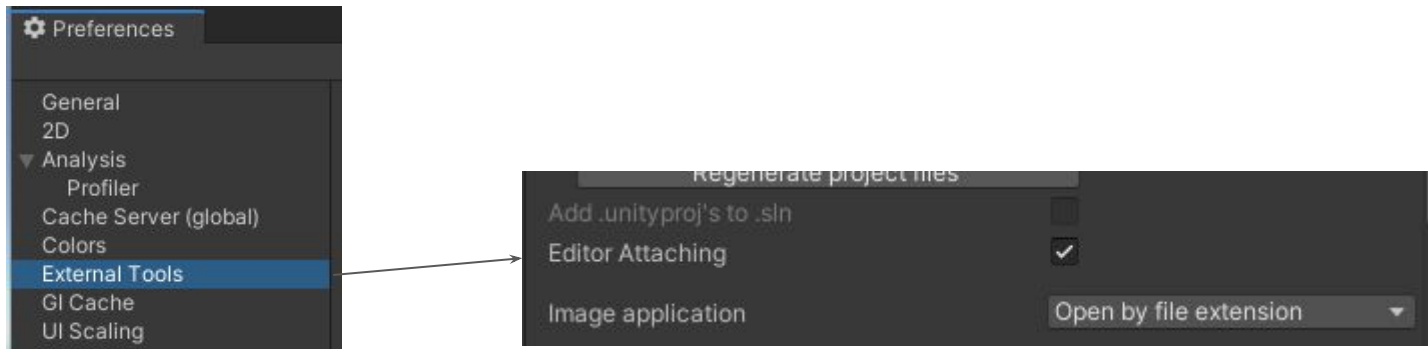 Preferences
General
2D
Analysis
Profiler
Cache Server (global)
Colors
External Tools
GI Cache
UI Scaling
Regenerate project files
Add .unityproj's to .sln
Editor Attaching
Image application
Open by file extension